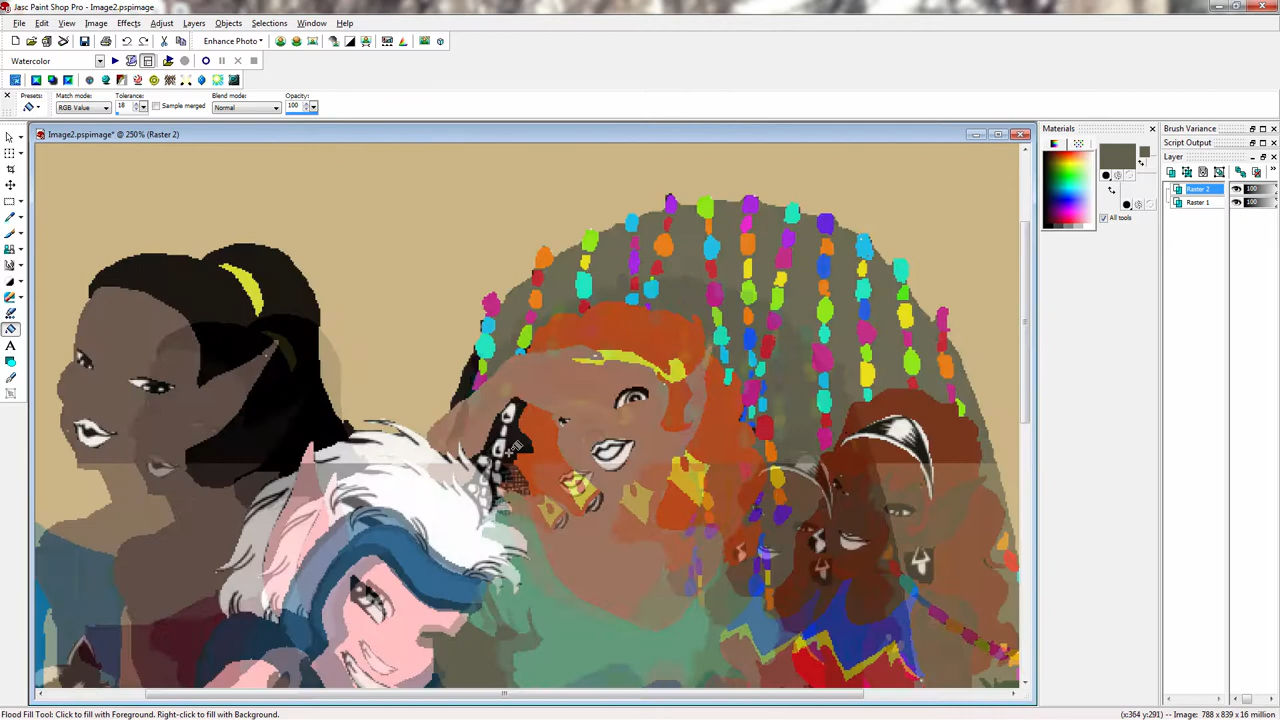 Jasc Paint Shop Pro - Image2.pspimage
File Edit View Image Effects Adjust Layers Objects Selections Window Help
Enhance Photo
Watercolor
Presets: Match mode: Tolerance: Blend mode: Opacity:
RGB Value 18 Sample merged Normal 100
Image2.pspimage* @ 250% (Raster 2)
Materials
All tools
Brush Variance
Script Output
Layer
Raster 2 100
Raster 1 100
Flood Fill Tool: Click to fill with Foreground. Right-click to fill with Background.
x:364 y:291) -- Image: 788 x 839 x 16 million